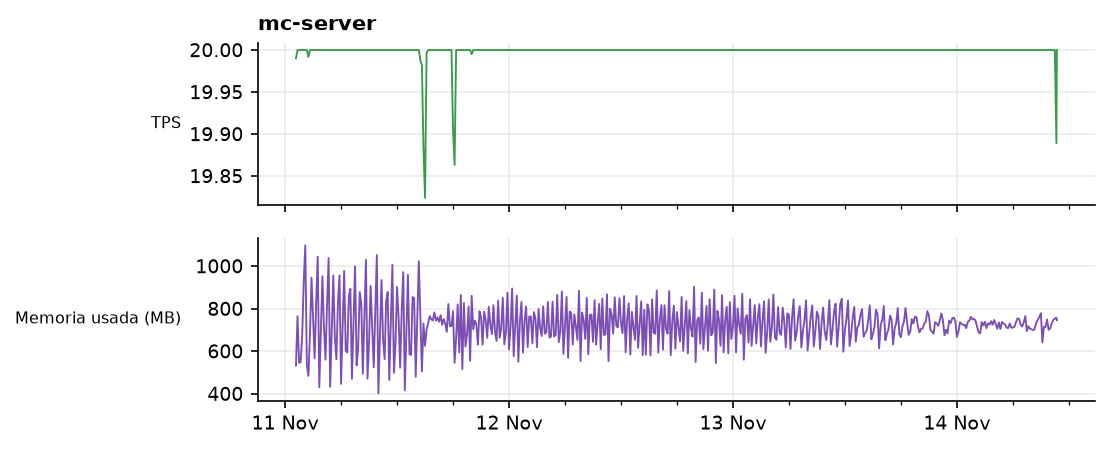 mc-server
20.00
19.95
TPS
19.90
19.85
1000
800
Memoria usada (MB)
600
400
11 Nov 12 Nov 13 Nov 14 Nov